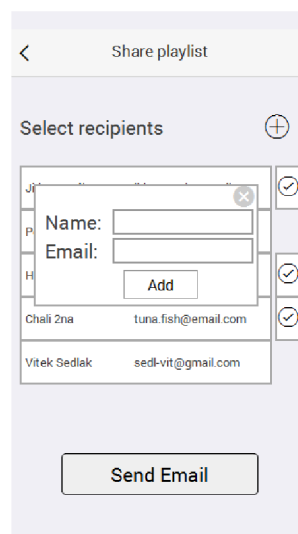 Share playlist
Select recipients
Name:
Email:
Add
Chali 2na tuna.fish@email.com
Vitek Sedlak sedl-vit@gmail.com
Send Email